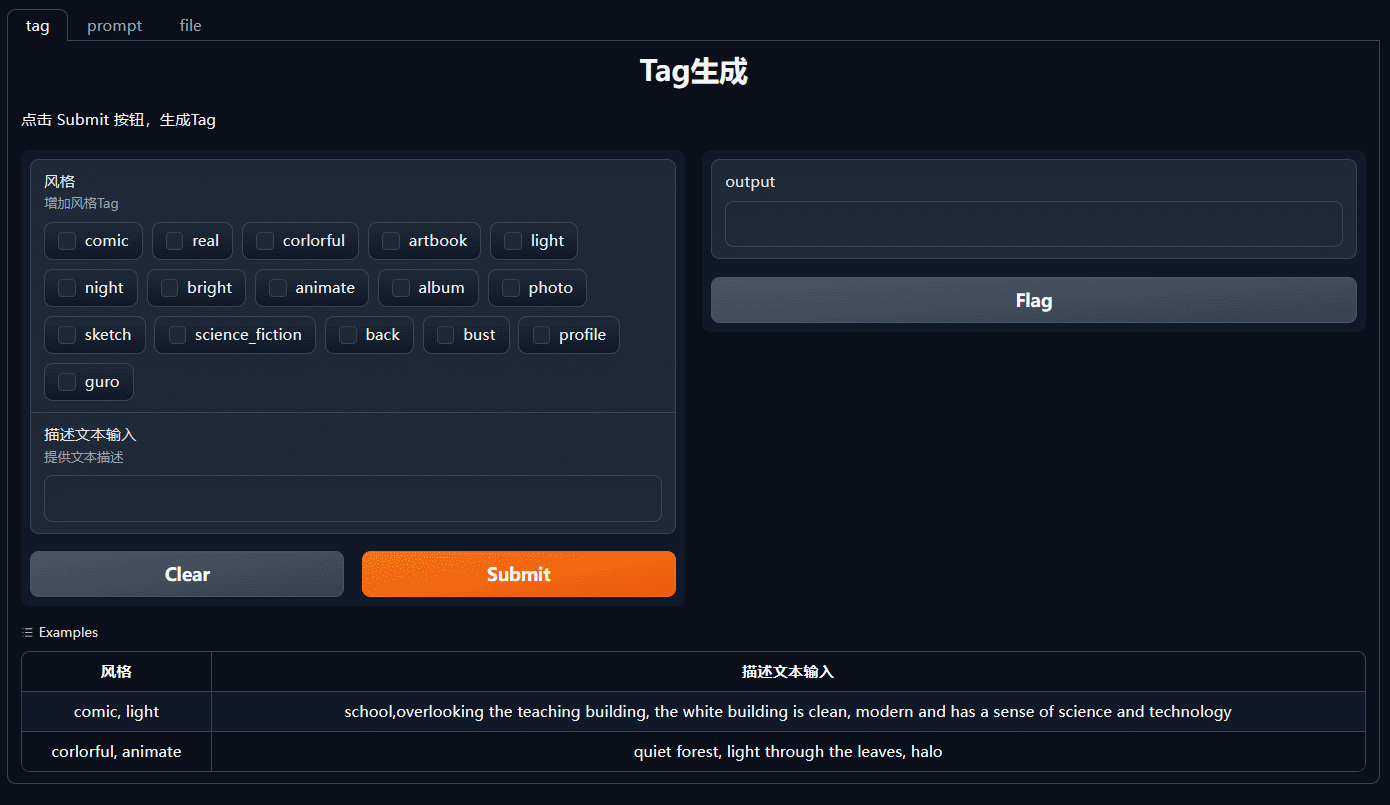 tag prompt file
Tag生成
点击 Submit 按钮，生成Tag
风格
增加风格Tag
comic real corlorful artbook light
night bright animate album photo
sketch science_fiction back bust profile
guro
描述文本输入
提供文本描述
Clear Submit
output
Flag
Examples
风格 描述文本输入
comic, light school,overlooking the teaching building, the white building is clean, modern and has a sense of science and technology
corlorful, animate quiet forest, light through the leaves, halo